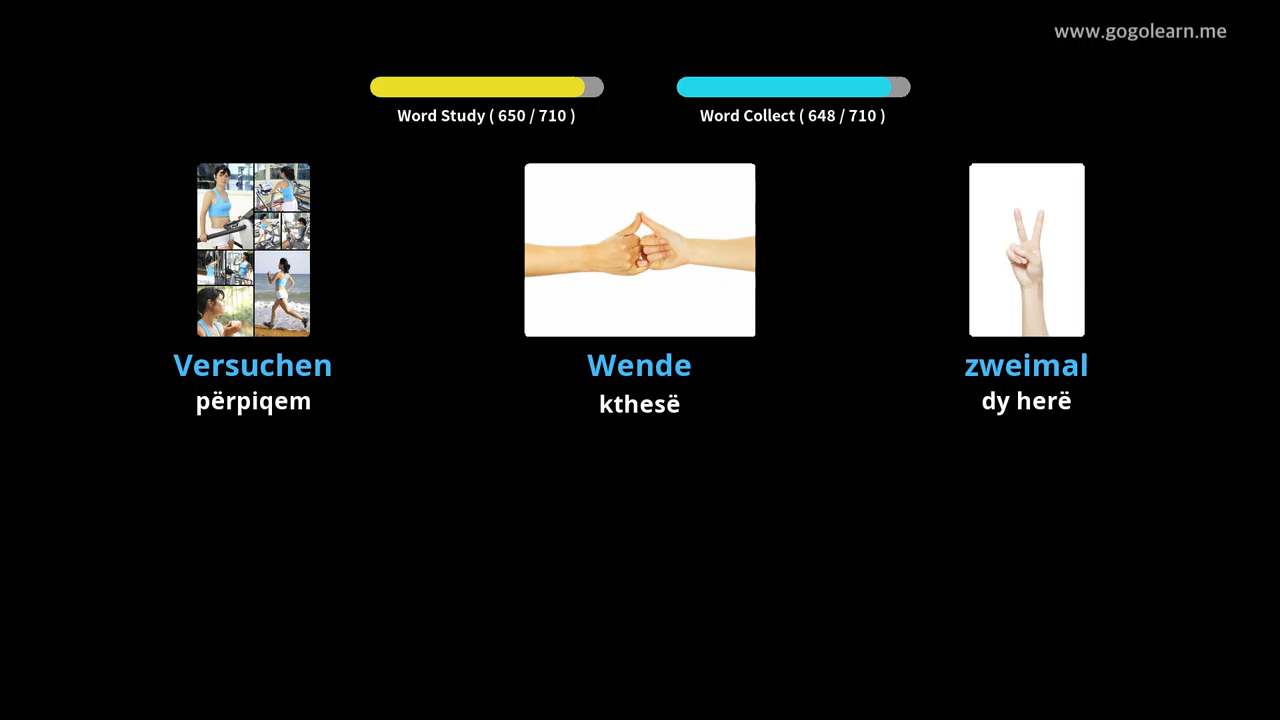 www.gogolearn.me
Word Study ( 650 / 710 )
Word Collect ( 648 / 710 )
Versuchen
përpiqem
Wende
kthesë
zweimal
dy herë